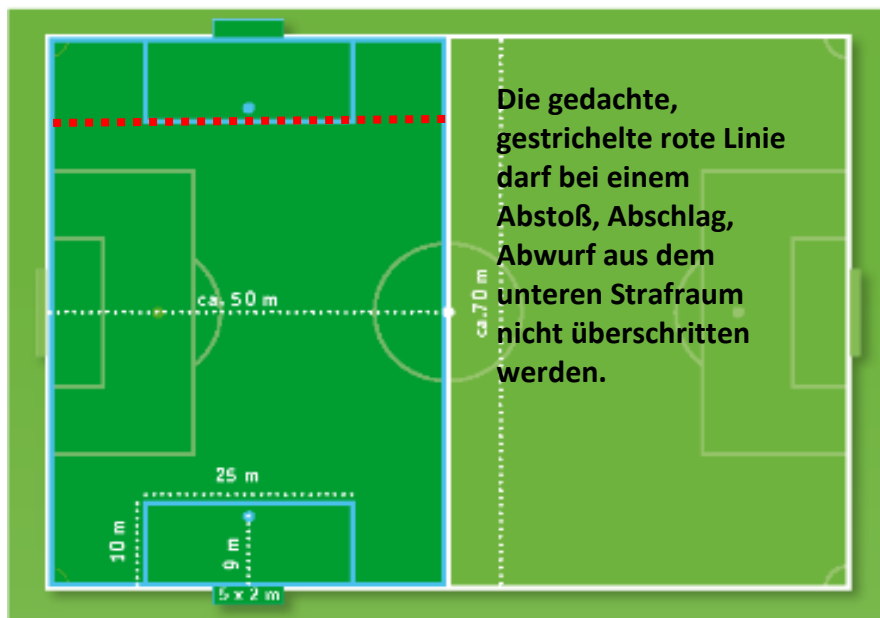 Die gedachte,
gestrichelte rote Linie
darf bei einem
Abstoß, Abschlag,
Abwurf aus dem
unteren Strafraum
nicht überschritten
werden.
ca. 50 m
ca.70 m
25 m
10 m
9 m
5 x 2 m